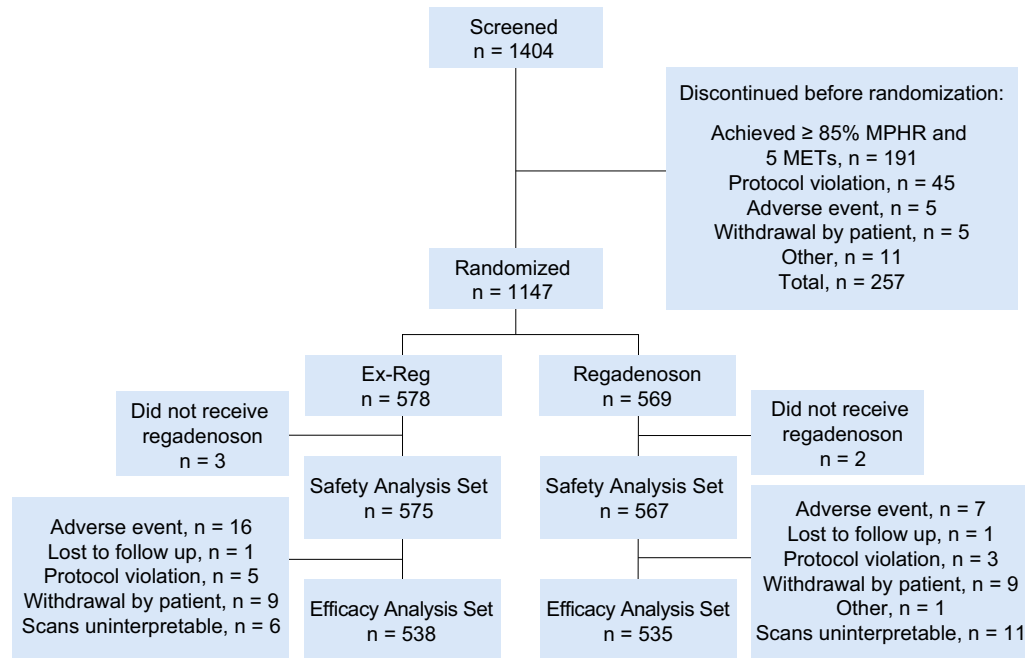 Screened
n = 1404
Discontinued before randomization:
Achieved ≥ 85% MPHR and
5 METs, n = 191
Protocol violation, n = 45
Adverse event, n = 5
Withdrawal by patient, n = 5
Other, n = 11
Total, n = 257
Randomized
n = 1147
Ex-Reg
n = 578
Regadenoson
n = 569
Did not receive
regadenoson
n = 3
Did not receive
regadenoson
n = 2
Safety Analysis Set
n = 575
Safety Analysis Set
n = 567
Adverse event, n = 16
Lost to follow up, n = 1
Protocol violation, n = 5
Withdrawal by patient, n = 9
Scans uninterpretable, n = 6
Adverse event, n = 7
Lost to follow up, n = 1
Protocol violation, n = 3
Withdrawal by patient, n = 9
Other, n = 1
Scans uninterpretable, n = 11
Efficacy Analysis Set
n = 538
Efficacy Analysis Set
n = 535